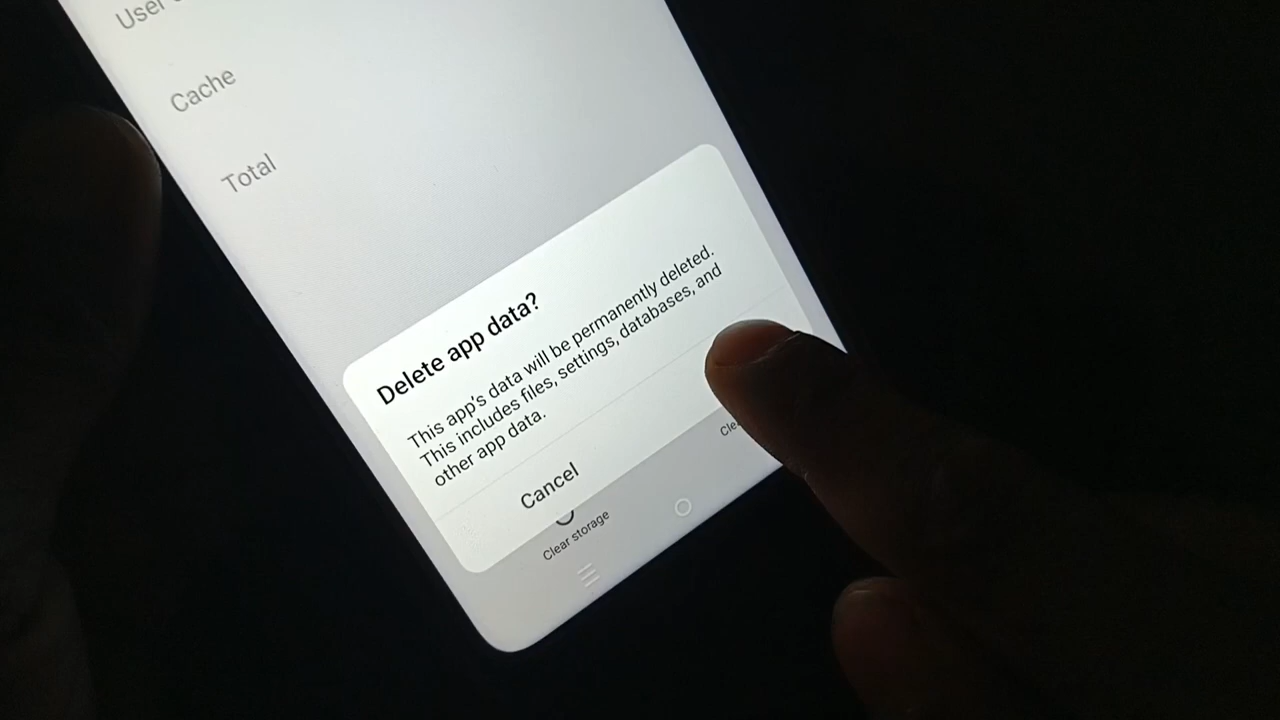 User
Cache
Total
Delete app data?
This app's data will be permanently deleted.
This includes files, settings, databases, and
other app data.
Cancel
Clear storage